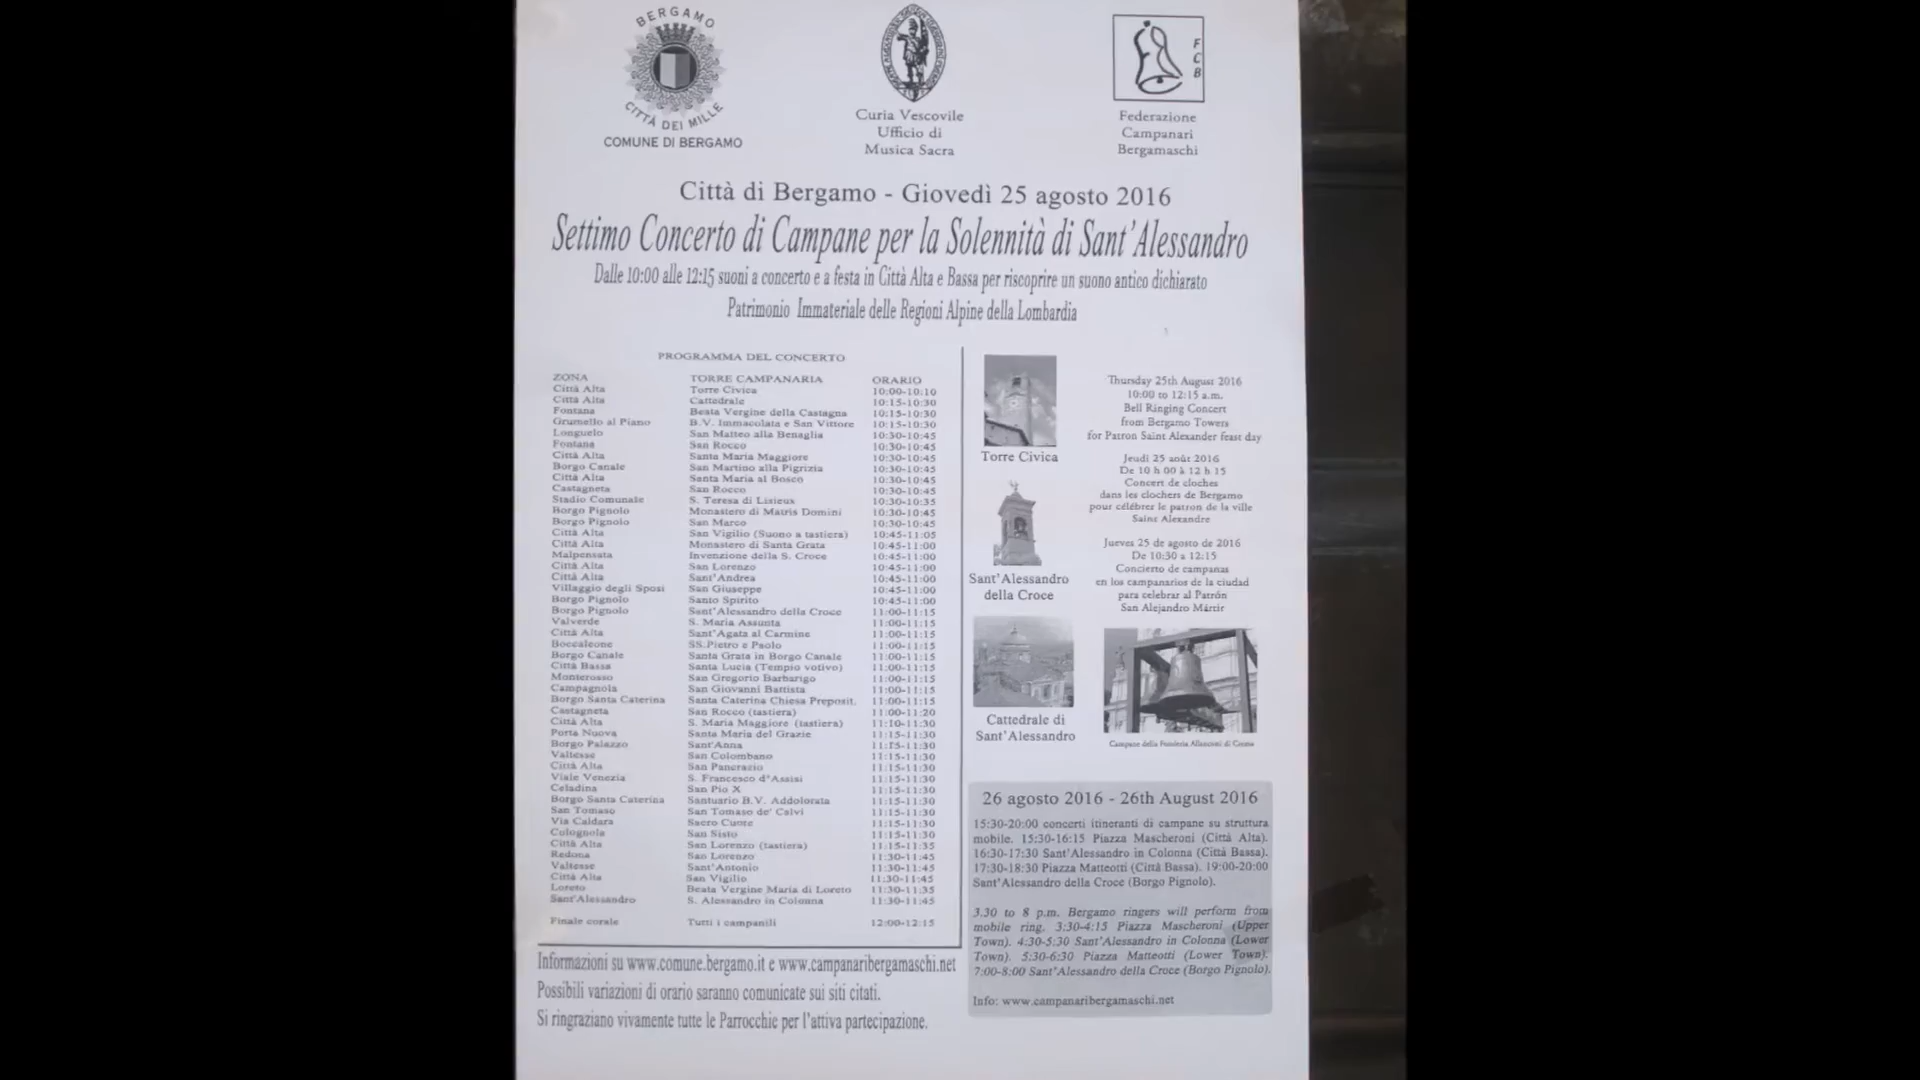 BERGAMO
CITTÀ DEI MILLE
COMUNE DI BERGAMO
Curia Vescovile
Ufficio di
Musica Sacra
FCB
Federazione
Campanari
Bergamaschi
Città di Bergamo - Giovedì 25 agosto 2016
Settimo Concerto di Campane per la Solennità di Sant'Alessandro
Dalle 10:00 alle 12:15 suoni a concerto e a festa in Città Alta e Bassa per riscoprire un suono antico dichiarato
Patrimonio Immateriale delle Regioni Alpine della Lombardia
PROGRAMMA DEL CONCERTO
ZONA TORRE CAMPANARIA ORARIO
Città Alta Torre Civica 10:00-10:10
Città Alta Cattedrale 10:15-10:30
Fontana Beata Vergine della Castagna 10:15-10:30
Grumello al Piano B.V. Immacolata e San Vittore 10:15-10:30
Longuelo San Matteo alla Benaglia 10:30-10:45
Fontana San Rocco 10:30-10:45
Città Alta Santa Maria Maggiore 10:30-10:45
Borgo Canale San Martino alla Pigrizia 10:30-10:45
Città Alta Santa Maria al Bosco 10:30-10:45
Castagneta San Rocco 10:30-10:45
Stadio Comunale S. Teresa di Lisieux 10:30-10:35
Borgo Pignolo Monastero di Matris Domini 10:30-10:45
Borgo Pignolo San Marco 10:30-10:45
Città Alta San Vigilio (Suono a tastiera) 10:45-11:05
Città Alta Monastero di Santa Grata 10:45-11:00
Malpensata Invenzione della S. Croce 10:45-11:00
Città Alta San Lorenzo 10:45-11:00
Città Alta Sant'Andrea 10:45-11:00
Villaggio degli Sposi San Giuseppe 10:45-11:00
Borgo Pignolo Santo Spirito 10:45-11:00
Borgo Pignolo Sant'Alessandro della Croce 11:00-11:15
Valverde S. Maria Assunta 11:00-11:15
Città Alta Sant'Agata al Carmine 11:00-11:15
Boccaleone SS.Pietro e Paolo 11:00-11:15
Borgo Canale Santa Grata in Borgo Canale 11:00-11:15
Città Bassa Santa Lucia (Tempio votivo) 11:00-11:15
Monterosso San Gregorio Barbarigo 11:00-11:15
Campagnola San Giovanni Battista 11:00-11:15
Borgo Santa Caterina Santa Caterina Chiesa Preposit. 11:00-11:15
Castagneta San Rocco (tastiera) 11:00-11:20
Città Alta S. Maria Maggiore (tastiera) 11:10-11:30
Porta Nuova Santa Maria del Grazie 11:15-11:30
Borgo Palazzo Sant'Anna 11:15-11:30
Valtesse San Colombano 11:15-11:30
Città Alta San Pancrazio 11:15-11:30
Viale Venezia S. Francesco d'Assisi 11:15-11:30
Celadina San Pio X 11:15-11:30
Borgo Santa Caterina Santuario B.V. Addolorata 11:15-11:30
San Tomaso San Tomaso de' Calvi 11:15-11:30
Via Caldara Sacro Cuore 11:15-11:30
Colognola San Sisto 11:15-11:30
Città Alta San Lorenzo (tastiera) 11:15-11:35
Redona San Lorenzo 11:30-11:45
Valtesse Sant'Antonio 11:30-11:45
Città Alta San Vigilio 11:30-11:45
Loreto Beata Vergine Maria di Loreto 11:30-11:35
Sant'Alessandro S. Alessandro in Colonna 11:30-11:45
Finale corale Tutti i campanili 12:00-12:15
Informazioni su www.comune.bergamo.it e www.campanaribergamaschi.net
Possibili variazioni di orario saranno comunicate sui siti citati.
Si ringraziano vivamente tutte le Parrocchie per l'attiva partecipazione.
Torre Civica
Sant'Alessandro
della Croce
Cattedrale di
Sant'Alessandro
Thursday 25th August 2016
10:00 to 12:15 a.m.
Bell Ringing Concert
from Bergamo Towers
for Patron Saint Alexander feast day
Jeudi 25 août 2016
De 10 h 00 à 12 h 15
Concert de cloches
dans les clochers de Bergamo
pour célébrer le patron de la ville
Saint Alexandre
Jueves 25 de agosto de 2016
De 10:30 a 12:15
Concierto de campanas
en los campanarios de la ciudad
para celebrar al Patrón
San Alejandro Mártir
Campane della Fonderia Allanconi di Crema
26 agosto 2016 - 26th August 2016
15:30-20:00 concerti itineranti di campane su struttura
mobile. 15:30-16:15 Piazza Mascheroni (Città Alta).
16:30-17:30 Sant'Alessandro in Colonna (Città Bassa).
17:30-18:30 Piazza Matteotti (Città Bassa). 19:00-20:00
Sant'Alessandro della Croce (Borgo Pignolo).
3.30 to 8 p.m. Bergamo ringers will perform from
mobile ring. 3:30-4:15 Piazza Mascheroni (Upper
Town). 4:30-5:30 Sant'Alessandro in Colonna (Lower
Town). 5:30-6:30 Piazza Matteotti (Lower Town).
7:00-8:00 Sant'Alessandro della Croce (Borgo Pignolo).
Info: www.campanaribergamaschi.net